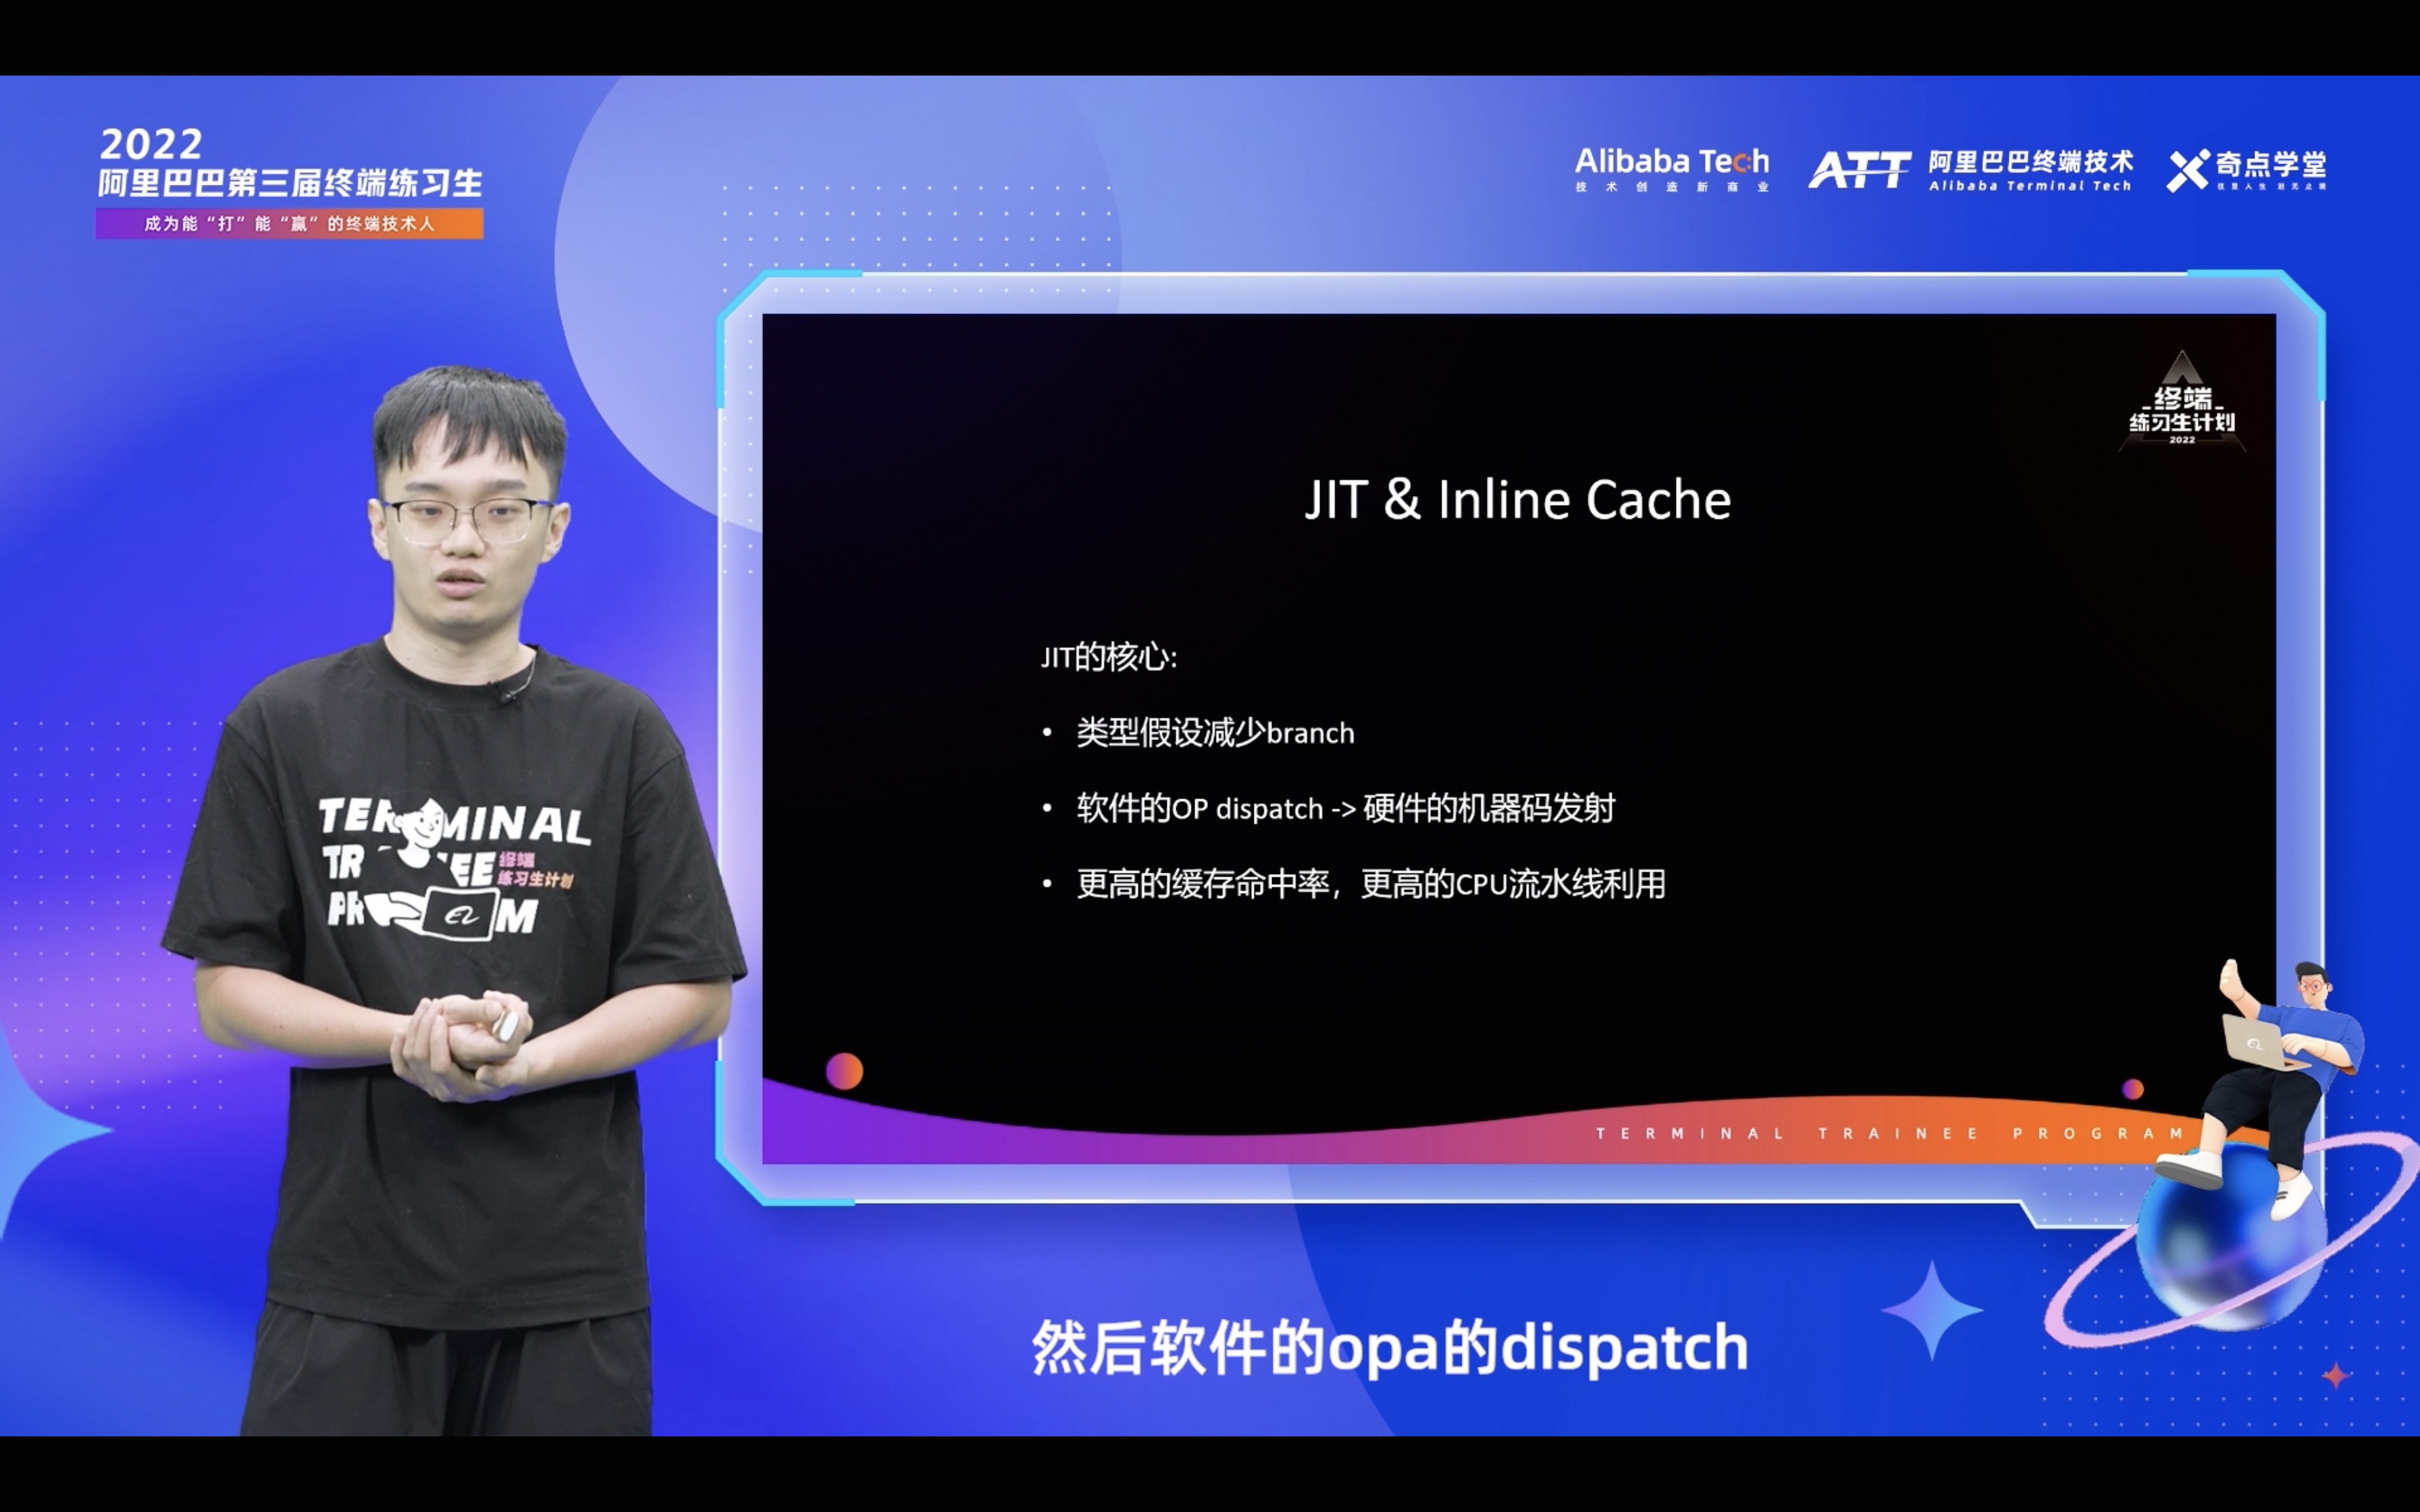 2022
阿里巴巴第三届终端练习生
成为能“打”能“赢”的终端技术人
Alibaba Tech
技术创造新商业
ATT
阿里巴巴终端技术
Alibaba Terminal Tech
奇点学堂
终端
练习生计划
2022
JIT & Inline Cache
JIT的核心:
• 类型假设减少branch
• 软件的OP dispatch -> 硬件的机器码发射
• 更高的缓存命中率，更高的CPU流水线利用
TERMINAL TRAINEE PROGRAM
TERMINAL
TR EE 终端
练习生计划
PR M
然后软件的opa的dispatch